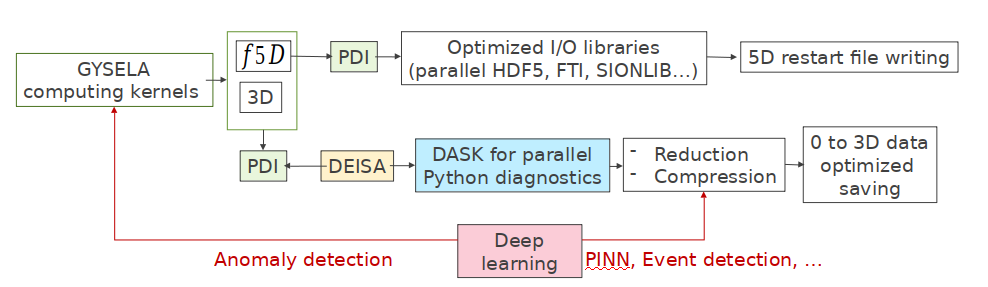 GYSELA
computing kernels
f5D
3D
PDI
Optimized I/O libraries
(parallel HDF5, FTI, SIONLIB...)
5D restart file writing
PDI
DEISA
DASK for parallel
Python diagnostics
- Reduction
- Compression
0 to 3D data
optimized
saving
Deep
learning
Anomaly detection
PINN, Event detection, ...